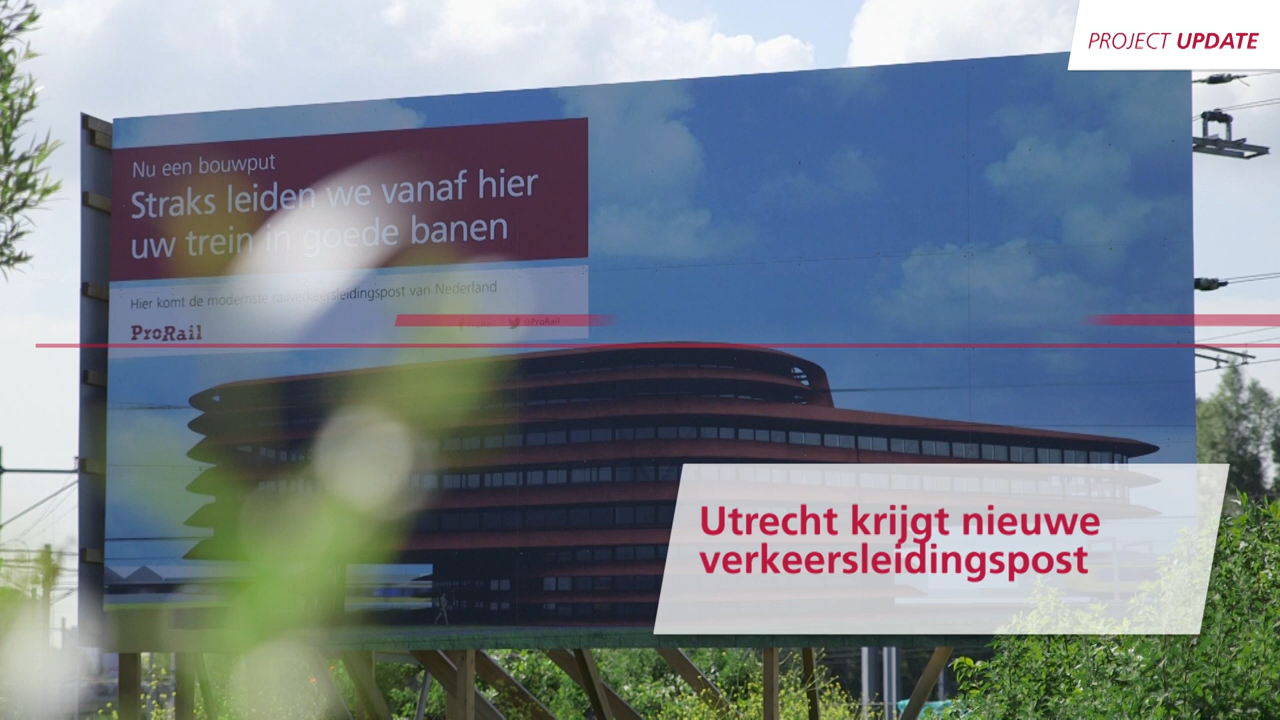 PROJECT UPDATE
Nu een bouwput
Straks leiden we vanaf hier
uw trein in goede banen
Hier komt de modernste railverkeersleidingspost van Nederland
ProRail
@ProRail
Utrecht krijgt nieuwe
verkeersleidingspost